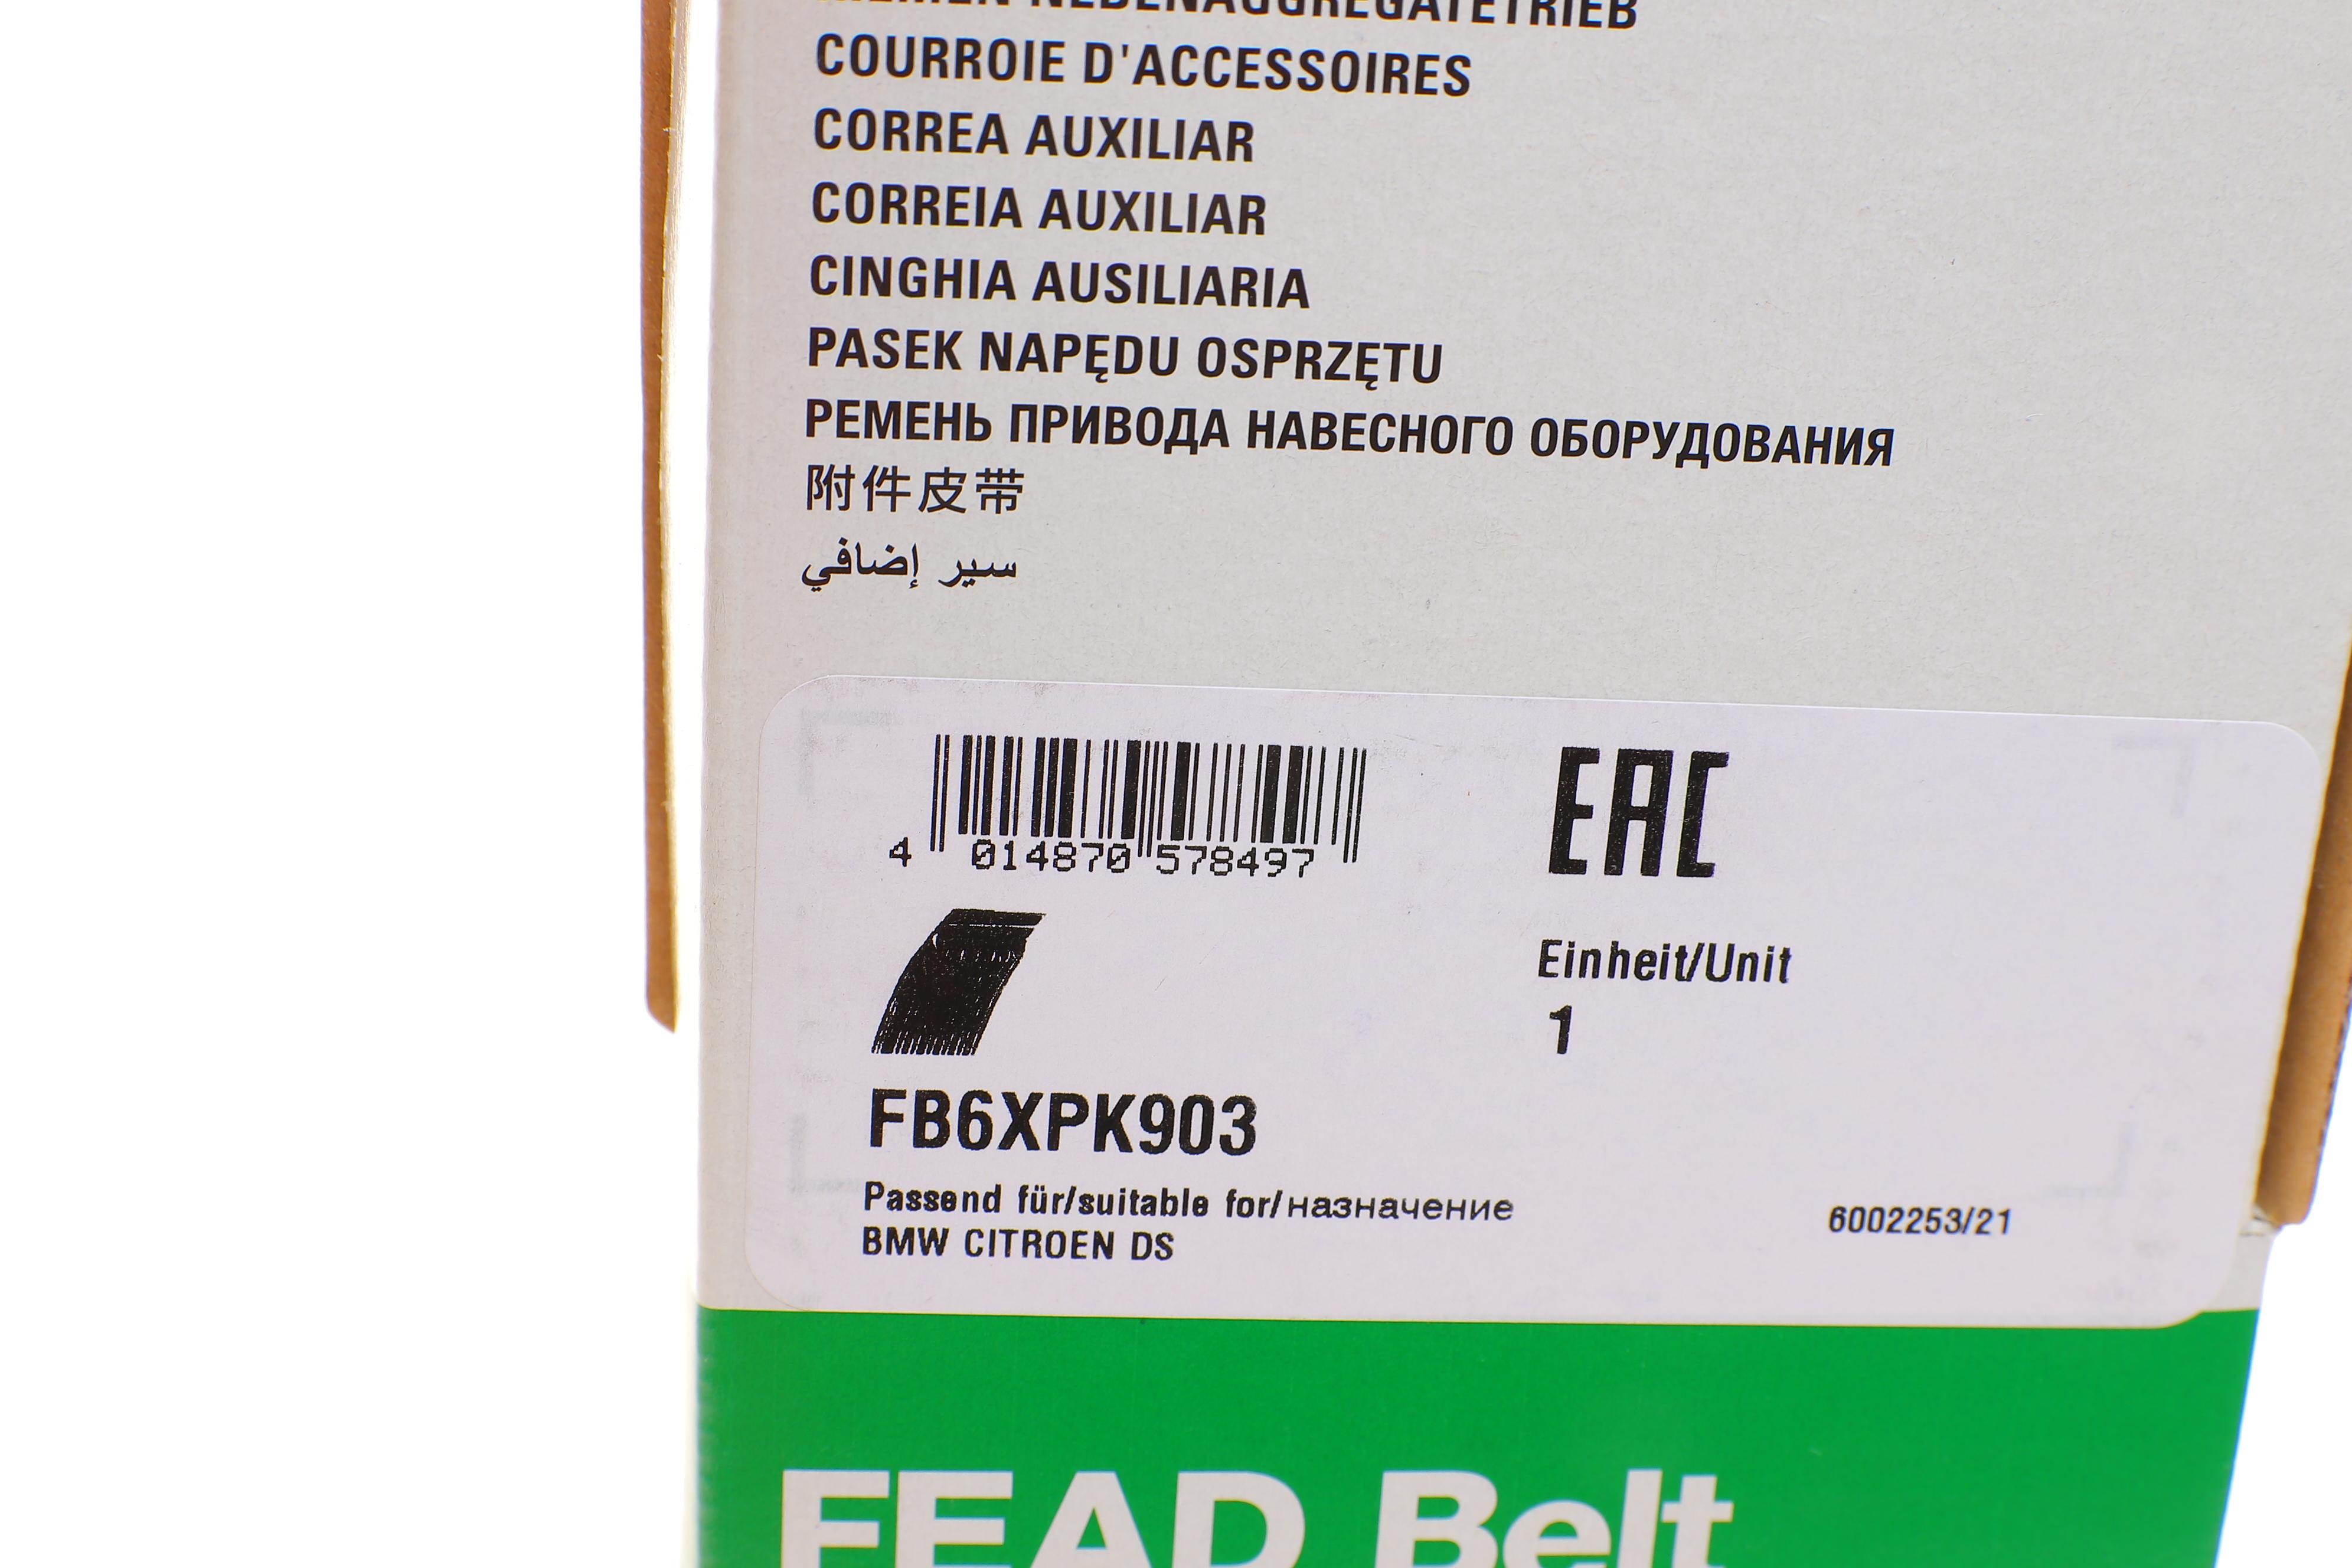 RIEMEN NEBENAGGREGATETRIEB
COURROIE D'ACCESSOIRES
CORREA AUXILIAR
CORREIA AUXILIAR
CINGHIA AUSILIARIA
PASEK NAPĘDU OSPRZĘTU
РЕМЕНЬ ПРИВОДА НАВЕСНОГО ОБОРУДОВАНИЯ
附件皮带
سير إضافي
4 014870 578497
EAC
Einheit/Unit
1
FB6XPK903
Passend für/suitable for/назначение
BMW CITROEN DS
6002253/21
FEAD Belt